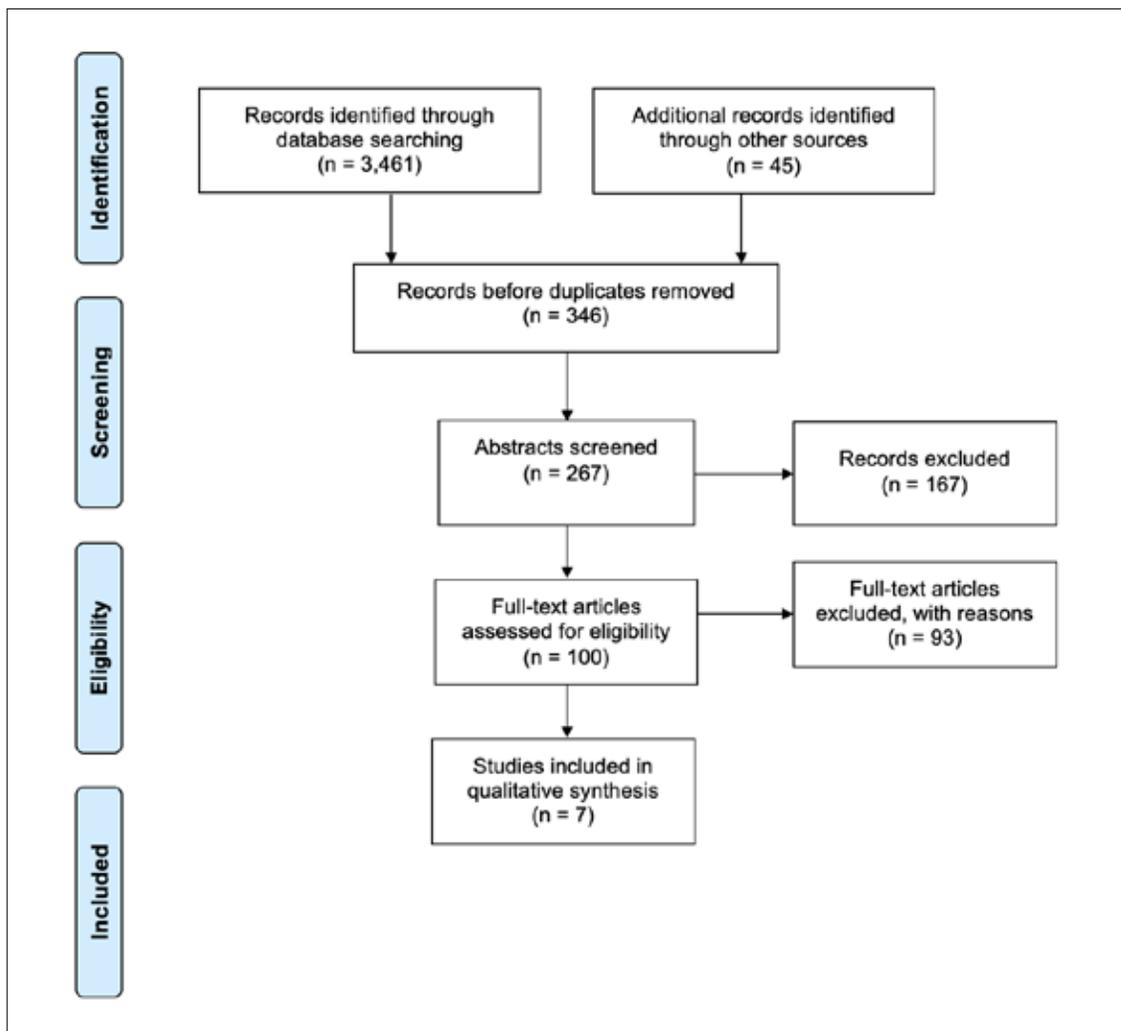 Identification
Records identified through
database searching
(n = 3,461)
Additional records identified
through other sources
(n = 45)
Records before duplicates removed
(n = 346)
Screening
Abstracts screened
(n = 267)
Records excluded
(n = 167)
Eligibility
Full-text articles
assessed for eligibility
(n = 100)
Full-text articles
excluded, with reasons
(n = 93)
Studies included in
qualitative synthesis
(n = 7)
Included